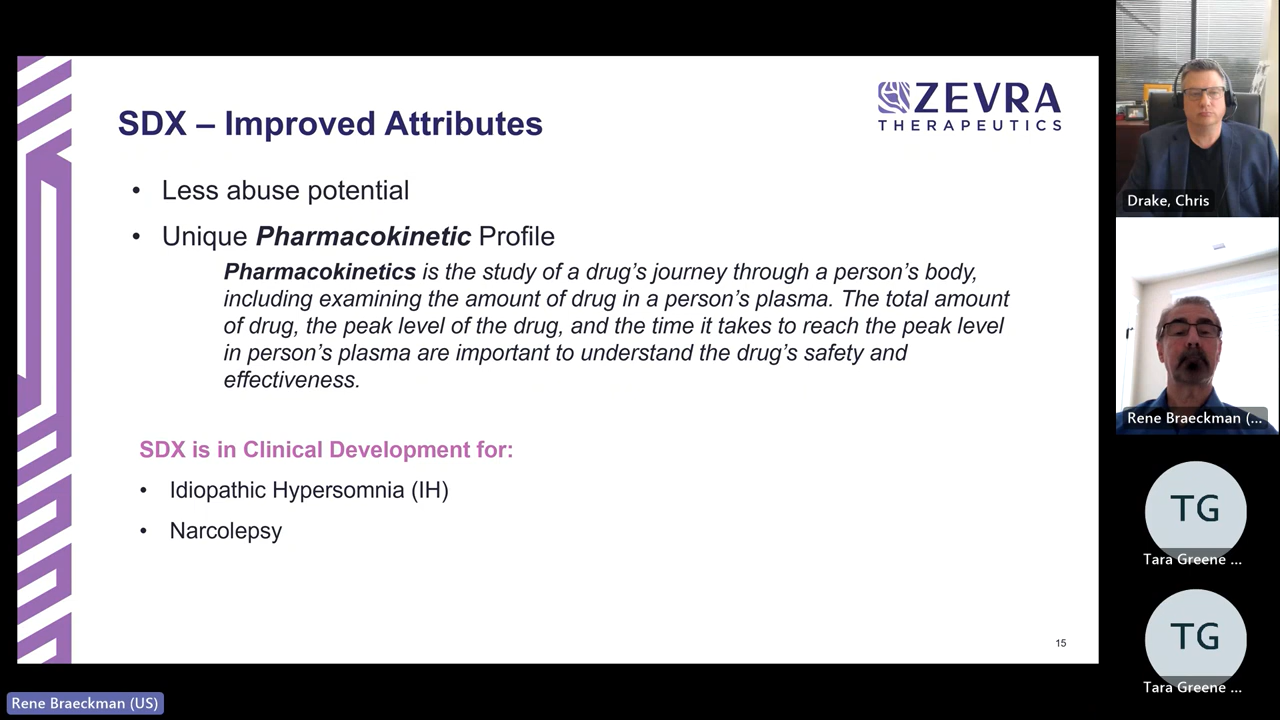 ZEVRA
THERAPEUTICS
SDX – Improved Attributes
• Less abuse potential
• Unique Pharmacokinetic Profile
Pharmacokinetics is the study of a drug’s journey through a person’s body,
including examining the amount of drug in a person’s plasma. The total amount
of drug, the peak level of the drug, and the time it takes to reach the peak level
in person’s plasma are important to understand the drug’s safety and
effectiveness.
SDX is in Clinical Development for:
• Idiopathic Hypersomnia (IH)
• Narcolepsy
15
Drake, Chris
Rene Braeckman (...
TG
Tara Greene ...
TG
Tara Greene ...
Rene Braeckman (US)